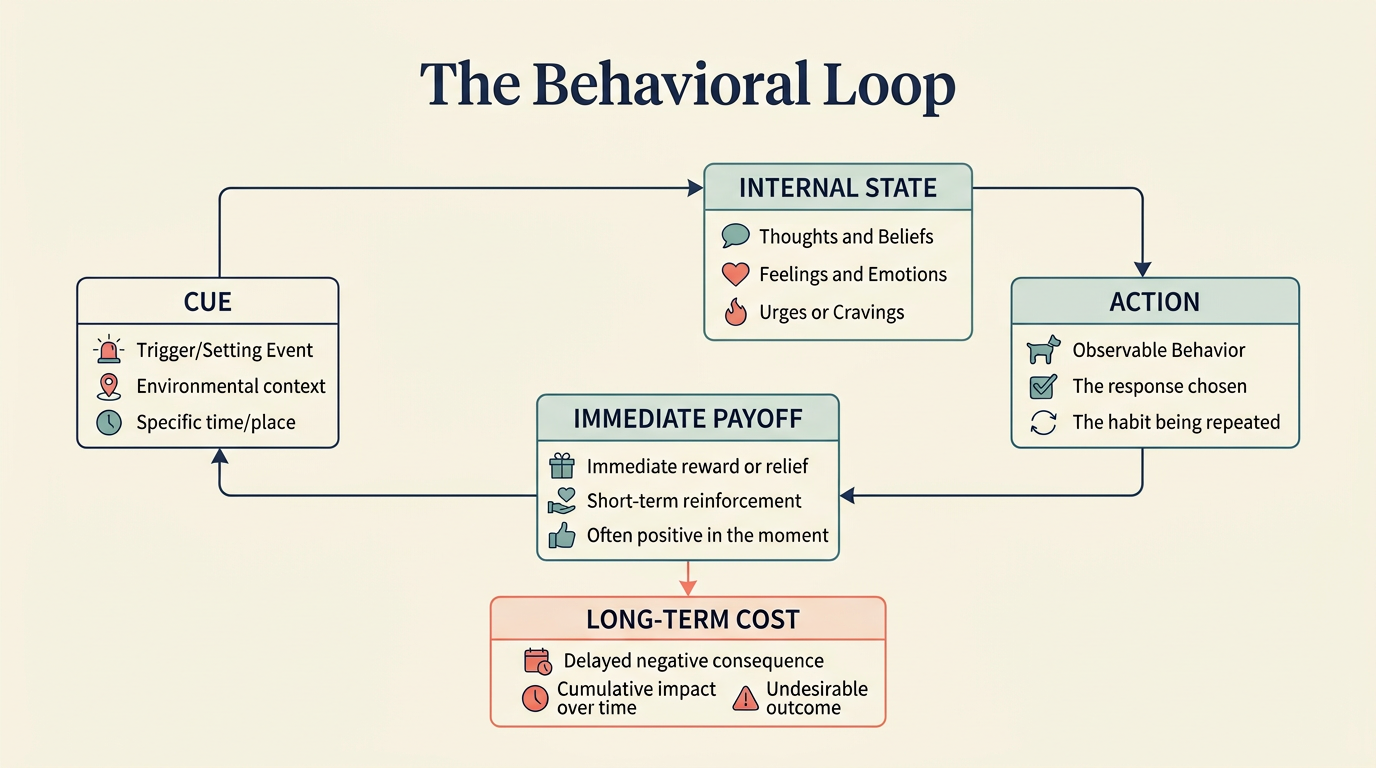 The Behavioral Loop
INTERNAL STATE
Thoughts and Beliefs
Feelings and Emotions
Urges or Cravings
CUE
Trigger/Setting Event
Environmental context
Specific time/place
ACTION
Observable Behavior
The response chosen
The habit being repeated
IMMEDIATE PAYOFF
Immediate reward or relief
Short-term reinforcement
Often positive in the moment
LONG-TERM COST
Delayed negative consequence
Cumulative impact
over time
Undesirable
outcome